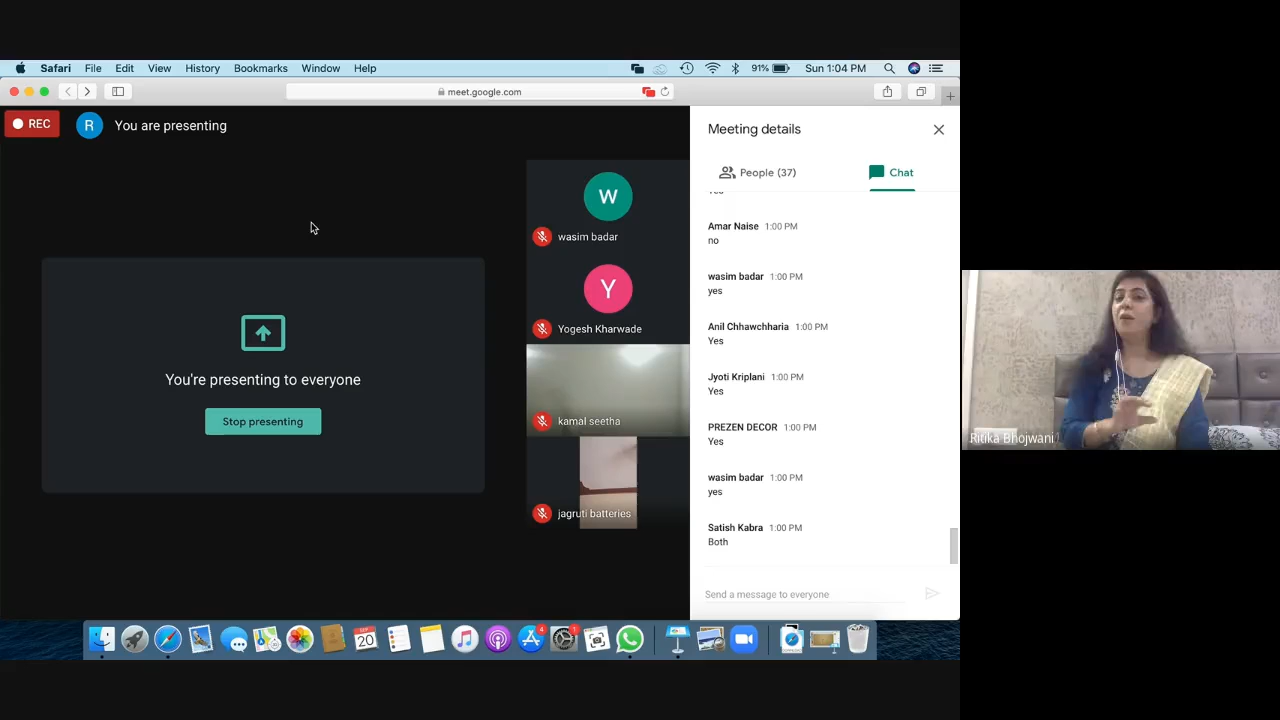 Safari File Edit View History Bookmarks Window Help 91% Sun 1:04 PM
meet.google.com
REC
R
You are presenting
Meeting details
People (37)
Chat
Yes
W
wasim badar
Y
Yogesh Kharwade
kamal seetha
jagruti batteries
You're presenting to everyone
Stop presenting
Amar Naise 1:00 PM
no
wasim badar 1:00 PM
yes
Anil Chhawchharia 1:00 PM
Yes
Jyoti Kriplani 1:00 PM
Yes
PREZEN DECOR 1:00 PM
Yes
wasim badar 1:00 PM
yes
Satish Kabra 1:00 PM
Both
Send a message to everyone
Ritika Bhojwani
SEP
20
4
1